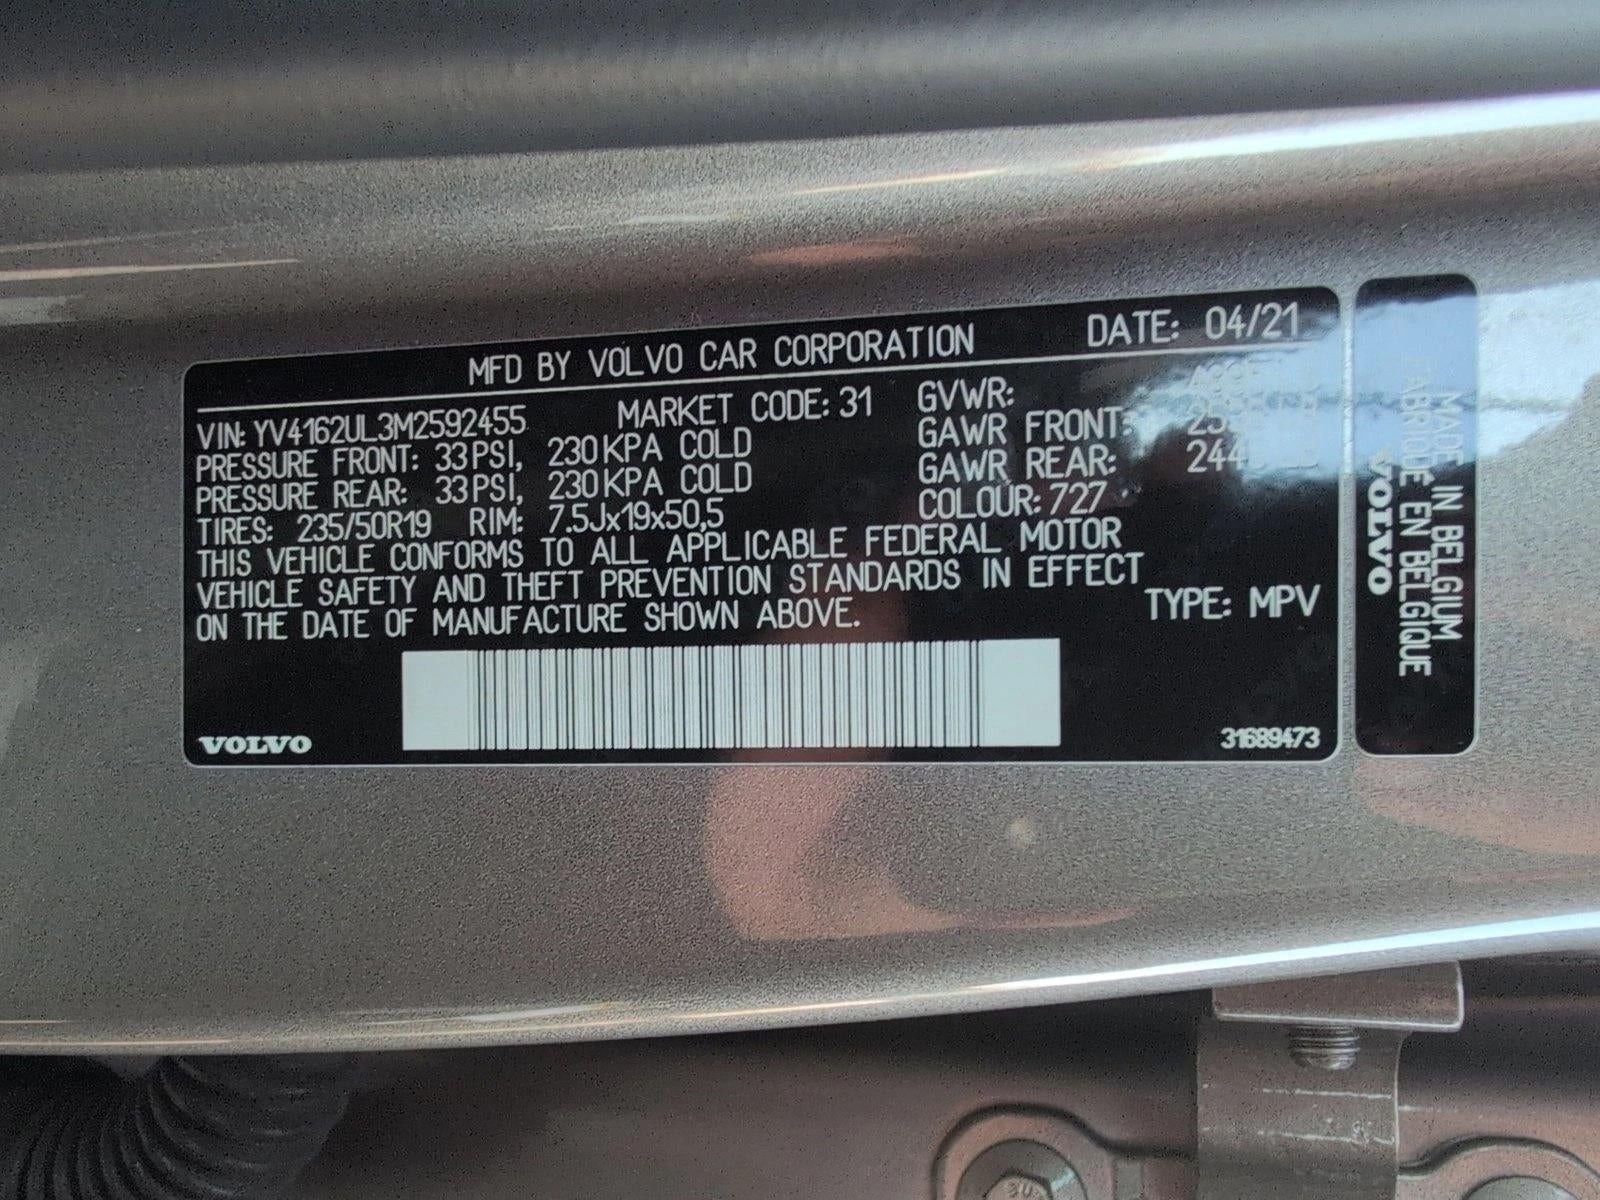 MFD BY VOLVO CAR CORPORATION DATE: 04/21
VIN: YV4162UL3M2592455 MARKET CODE: 31 GVWR:
PRESSURE FRONT: 33 PSI, 230 KPA COLD GAWR FRONT:
PRESSURE REAR: 33 PSI, 230 KPA COLD GAWR REAR:
TIRES: 235/50R19 RIM: 7.5Jx19x50,5 COLOUR: 727
THIS VEHICLE CONFORMS TO ALL APPLICABLE FEDERAL MOTOR
VEHICLE SAFETY AND THEFT PREVENTION STANDARDS IN EFFECT
ON THE DATE OF MANUFACTURE SHOWN ABOVE. TYPE: MPV
VOLVO 31689473
MADE IN BELGIUM
FABRIQUÉ EN BELGIQUE
VOLVO